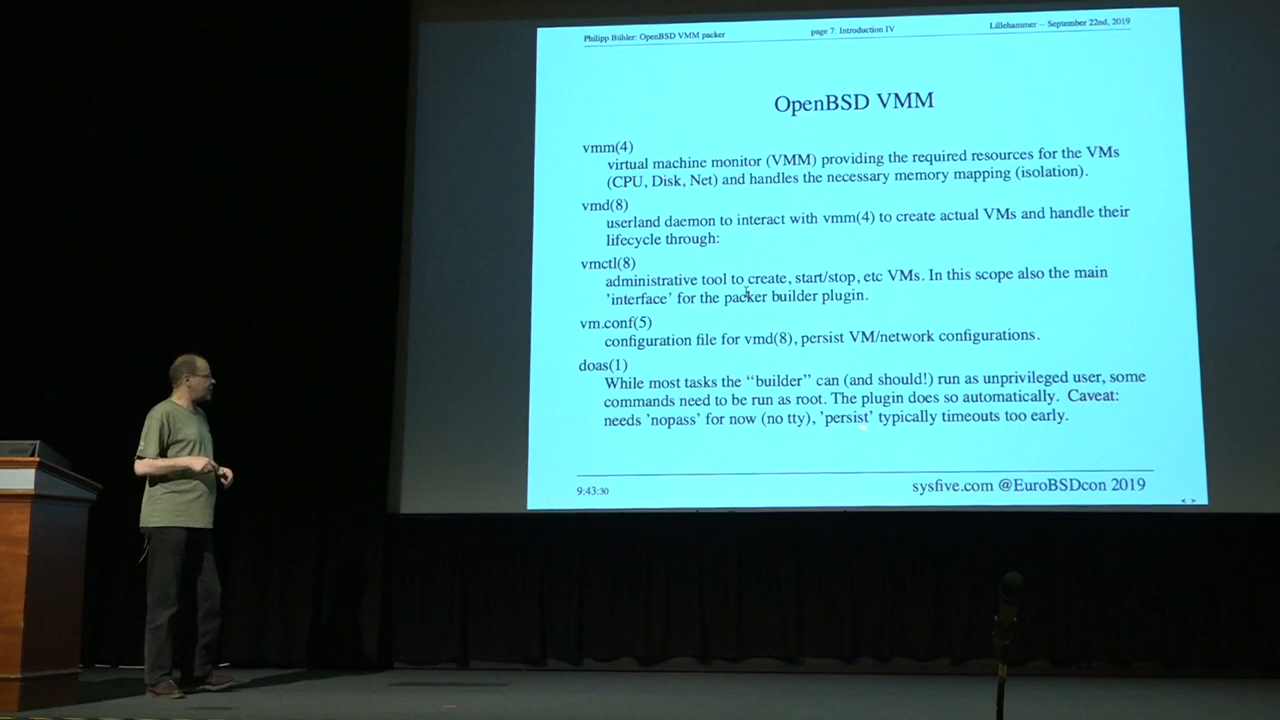 Philipp Bühler: OpenBSD VMM packer
page 7: Introduction IV
Lillehammer – September 22nd, 2019
OpenBSD VMM
vmm(4)
virtual machine monitor (VMM) providing the required resources for the VMs
(CPU, Disk, Net) and handles the necessary memory mapping (isolation).
vmd(8)
userland daemon to interact with vmm(4) to create actual VMs and handle their
lifecycle through:
vmctl(8)
administrative tool to create, start/stop, etc VMs. In this scope also the main
'interface' for the packer builder plugin.
vm.conf(5)
configuration file for vmd(8), persist VM/network configurations.
doas(1)
While most tasks the “builder” can (and should!) run as unprivileged user, some
commands need to be run as root. The plugin does so automatically. Caveat:
needs 'nopass' for now (no tty), 'persist' typically timeouts too early.
9:43:30
sysfive.com @EuroBSDcon 2019
< >